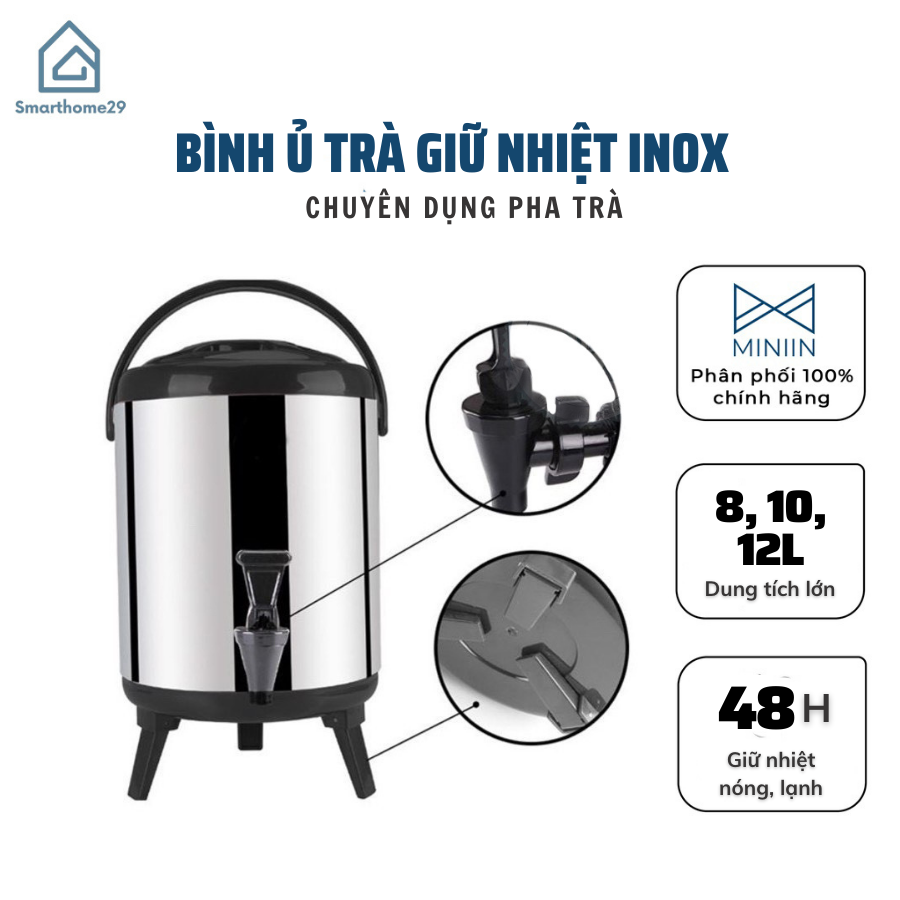 Smarthome29
BÌNH Ủ TRÀ GIỮ NHIỆT INOX
CHUYÊN DỤNG PHA TRÀ
MINIIN
Phân phối 100%
chính hãng
8, 10,
12L
Dung tích lớn
48 H
Giữ nhiệt
nóng, lạnh